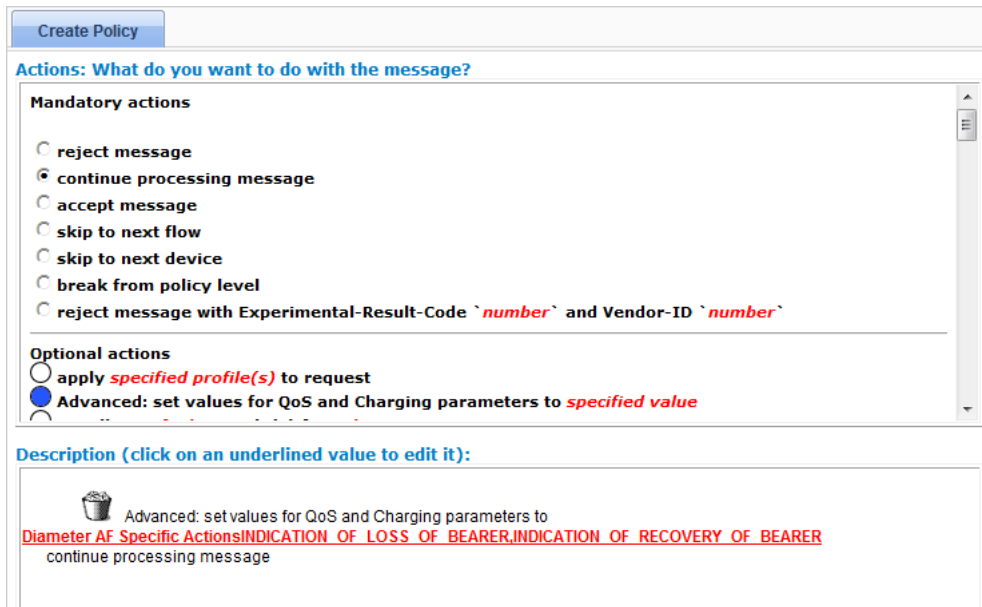 Create Policy
Actions: What do you want to do with the message?
Mandatory actions
reject message
continue processing message
accept message
skip to next flow
skip to next device
break from policy level
reject message with Experimental-Result-Code `number` and Vendor-ID `number`
Optional actions
apply specified profile(s) to request
Advanced: set values for QoS and Charging parameters to specified value
Description (click on an underlined value to edit it):
Advanced: set values for QoS and Charging parameters to
Diameter AF Specific ActionsINDICATION_OF_LOSS_OF_BEARER,INDICATION_OF_RECOVERY_OF_BEARER
continue processing message